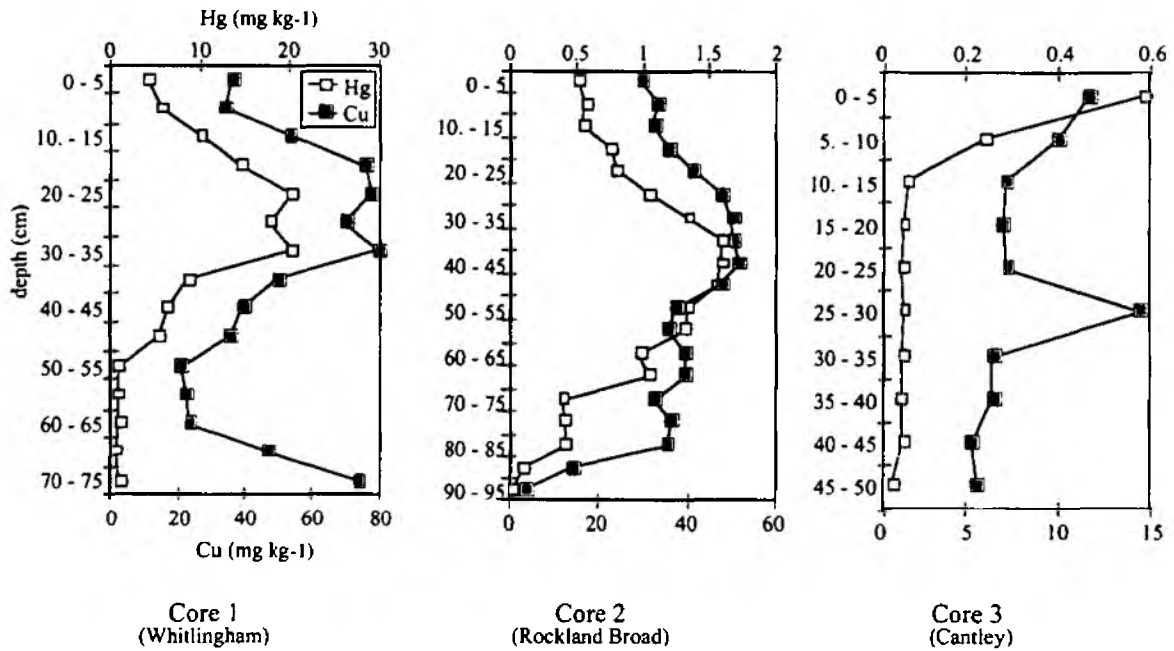 Hg (mg kg-1)
0 10 20 30
0 0.5 1 1.5 2
0 0.2 0.4 0.6
Hg
Cu
depth (cm)
0 - 5
10. - 15
20 - 25
30 - 35
40 - 45
50 - 55
60 - 65
70 - 75
0 20 40 60 80
Cu (mg kg-1)
Core 1
(Whitlingham)
0 - 5
10. - 15
20 - 25
30 - 35
40 - 45
50 - 55
60 - 65
70 - 75
80 - 85
90 - 95
0 20 40 60
Core 2
(Rockland Broad)
0 - 5
5. - 10
10. - 15
15 - 20
20 - 25
25 - 30
30 - 35
35 - 40
40 - 45
45 - 50
0 5 10 15
Core 3
(Cantley)